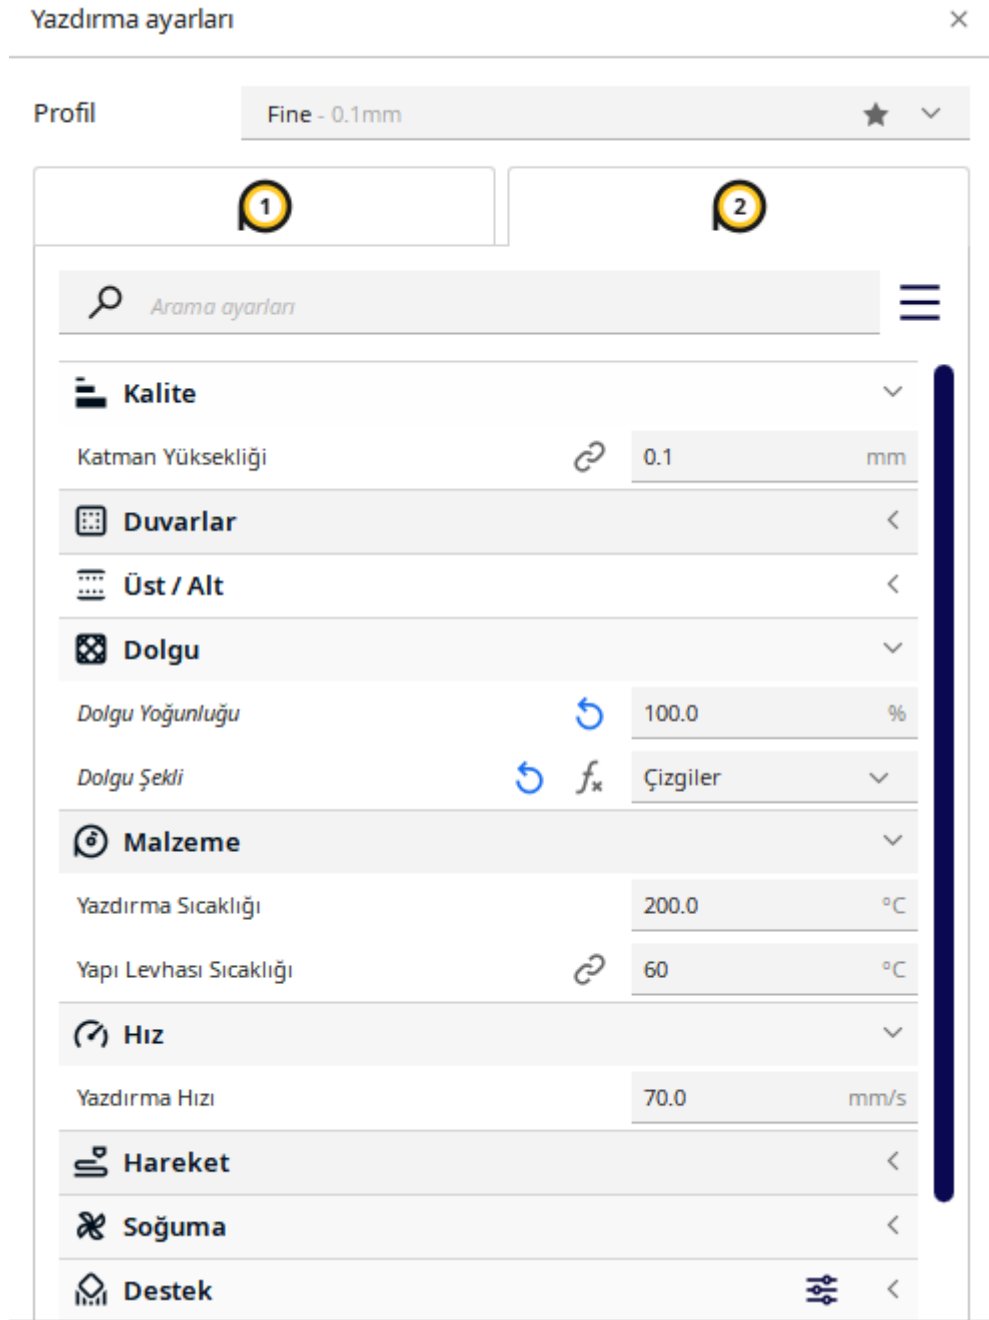 Yazdırma ayarları
Profil
Fine - 0.1mm
1
2
Arama ayarları
Kalite
Katman Yüksekliği 0.1 mm
Duvarlar
Üst / Alt
Dolgu
Dolgu Yoğunluğu 100.0 %
Dolgu Şekli Çizgiler
Malzeme
Yazdırma Sıcaklığı 200.0 °C
Yapı Levhası Sıcaklığı 60 °C
Hız
Yazdırma Hızı 70.0 mm/s
Hareket
Soğuma
Destek